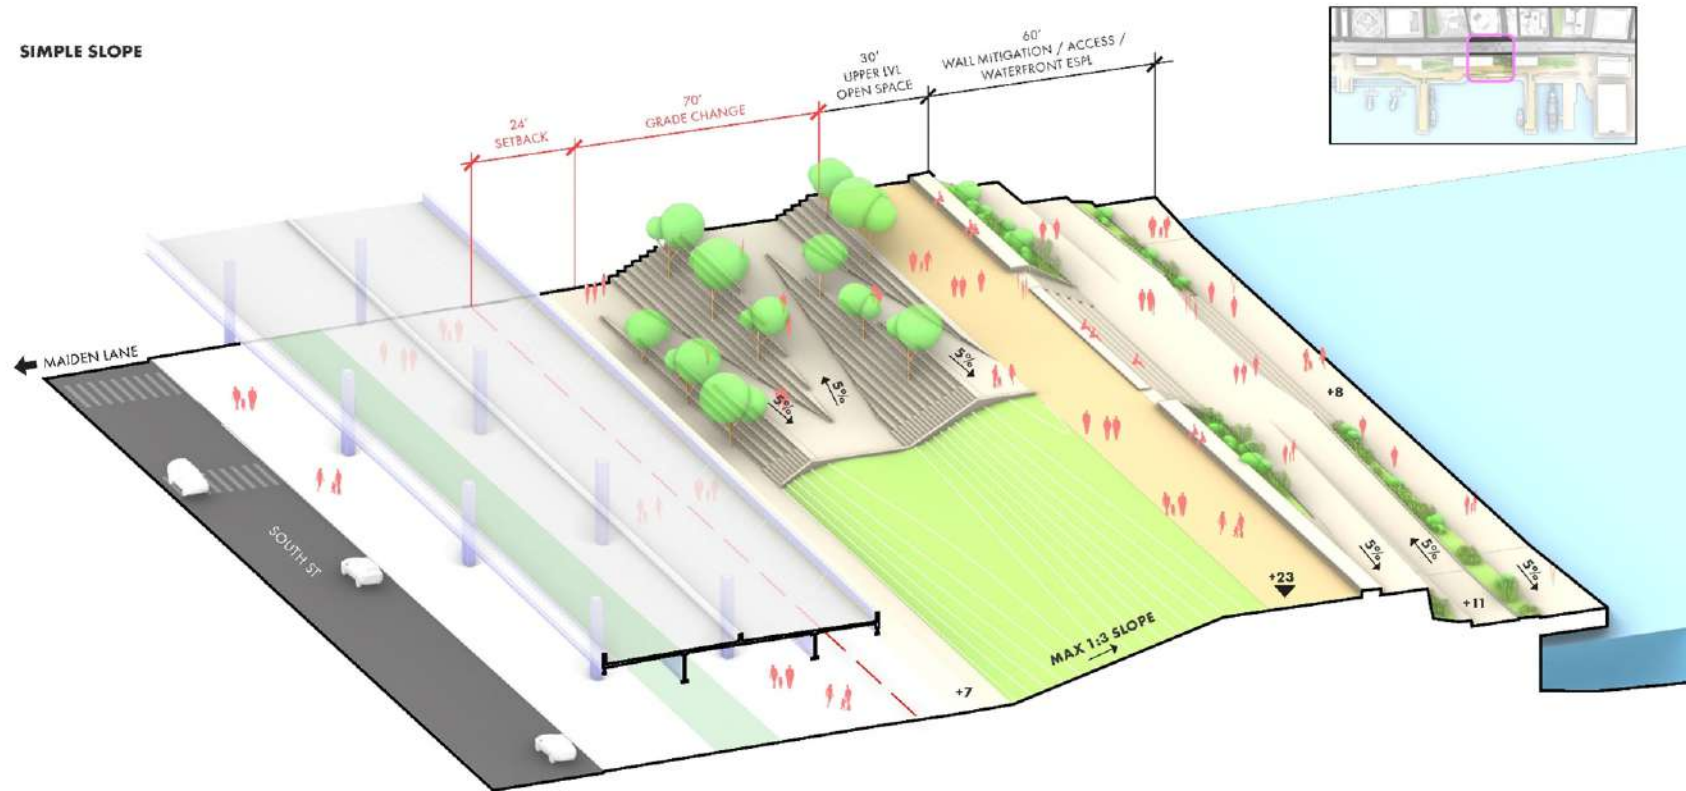 SIMPLE SLOPE
24'
SETBACK
70'
GRADE CHANGE
30'
UPPER LVL
OPEN SPACE
60'
WALL MITIGATION / ACCESS /
WATERFRONT ESPL
MAIDEN LANE
SOUTH ST
5%
5%
5%
+8
5%
5%
5%
+23
+11
MAX 1:3 SLOPE
+7